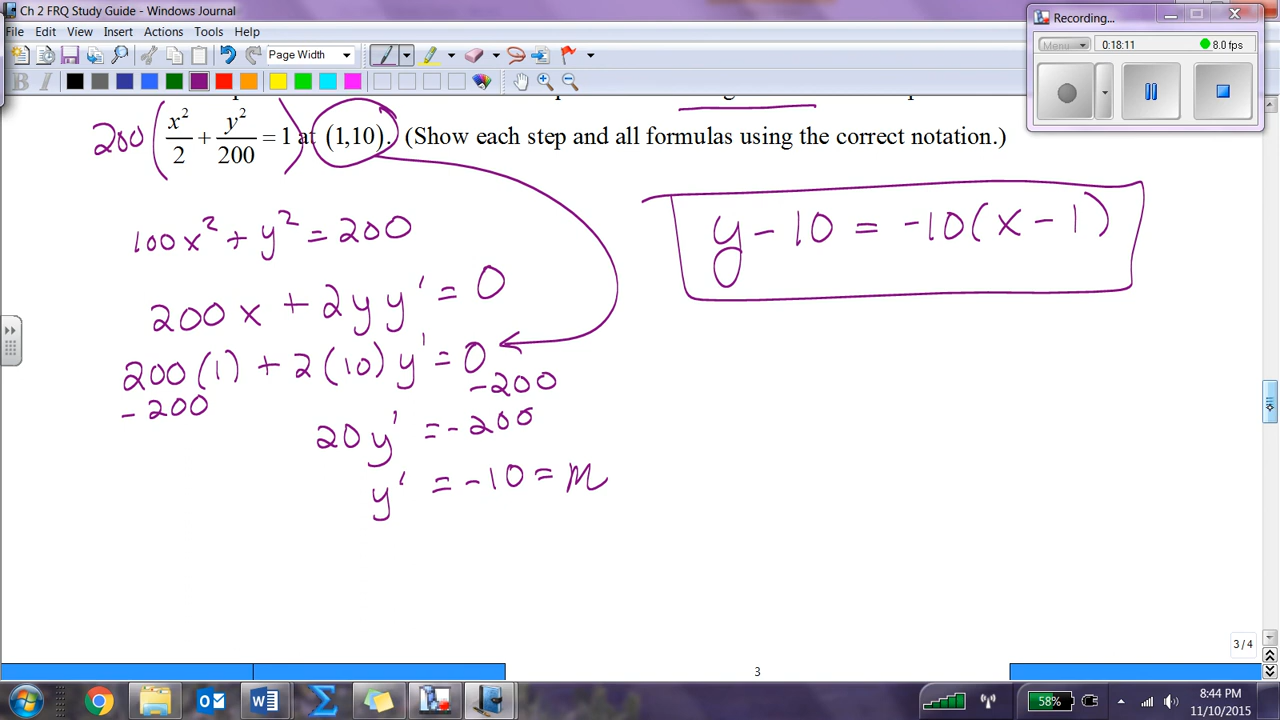 Ch 2 FRQ Study Guide - Windows Journal
File Edit View Insert Actions Tools Help
Page Width
Recording...
Menu 0:18:11 8.0 fps
200(x²/2 + y²/200 = 1) at (1,10). (Show each step and all formulas using the correct notation.)
100x² + y² = 200
y - 10 = -10(x - 1)
200x + 2yy' = 0
200(1) + 2(10)y' = 0
-200 -200
20y' = -200
y' = -10 = m
3 / 4
3
58%
8:44 PM
11/10/2015